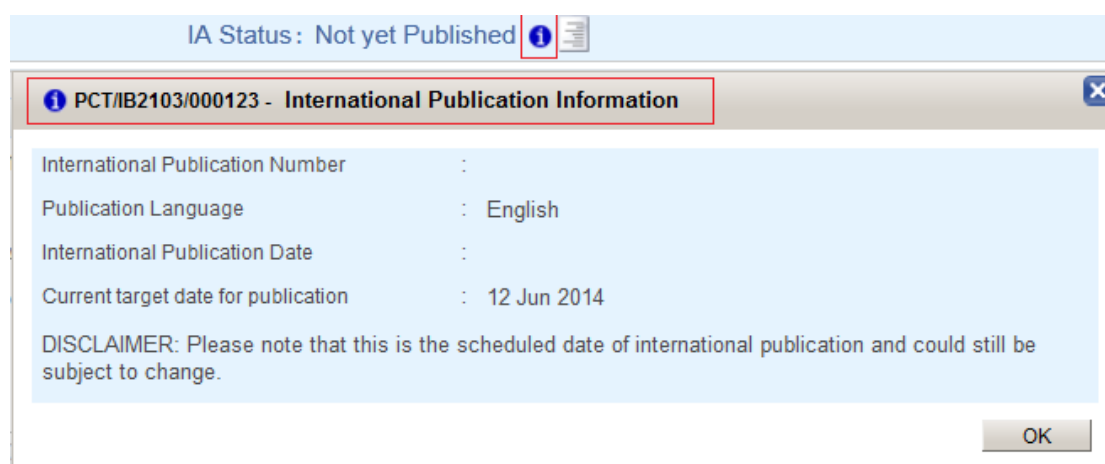 IA Status: Not yet Published
PCT/IB2103/000123 - International Publication Information
International Publication Number :
Publication Language : English
International Publication Date :
Current target date for publication : 12 Jun 2014
DISCLAIMER: Please note that this is the scheduled date of international publication and could still be
subject to change.
OK